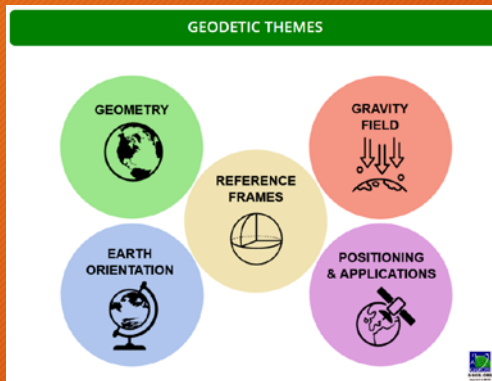 GEODETIC THEMES
GEOMETRY
GRAVITY
FIELD
REFERENCE
FRAMES
EARTH
ORIENTATION
POSITIONING
& APPLICATIONS